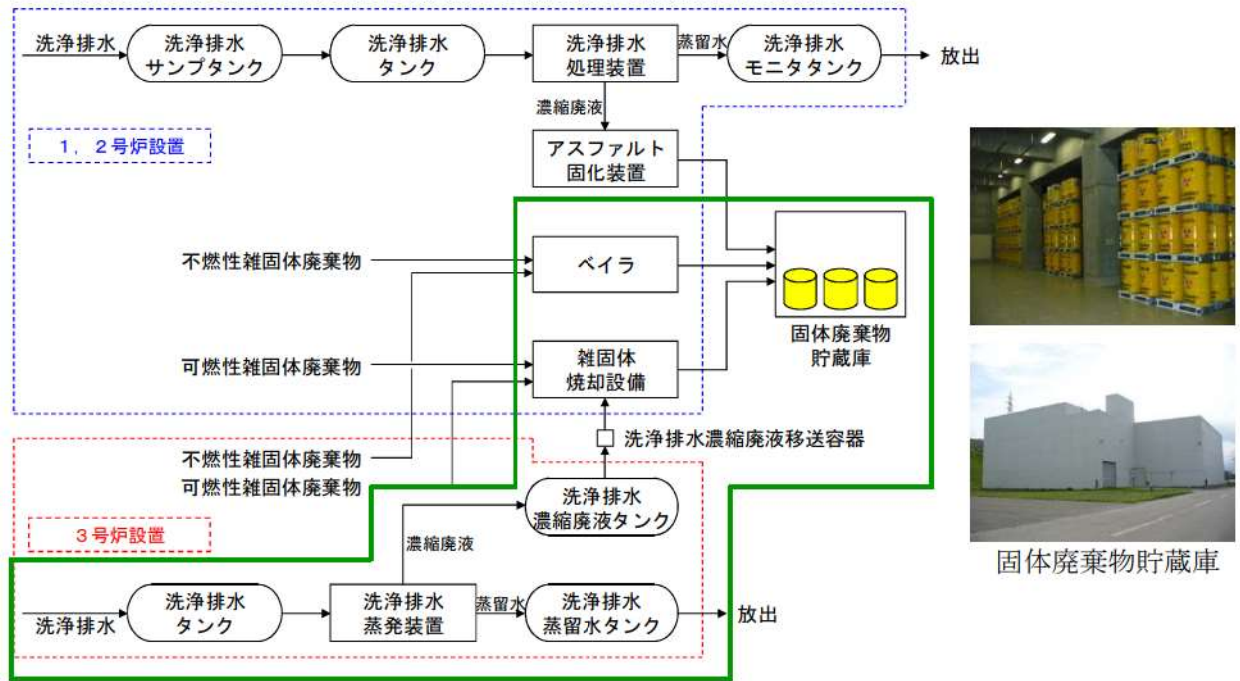 洗浄排水
洗浄排水
サンプタンク
洗浄排水
タンク
洗浄排水
処理装置
蒸留水
洗浄排水
モニタタンク
放出
濃縮廃液
1，2号炉設置
アスファルト
固化装置
不燃性雑固体廃棄物
ベイラ
固体廃棄物
貯蔵庫
可燃性雑固体廃棄物
雑固体
焼却設備
洗浄排水濃縮廃液移送容器
不燃性雑固体廃棄物
可燃性雑固体廃棄物
洗浄排水
濃縮廃液タンク
3号炉設置
濃縮廃液
洗浄排水
洗浄排水
タンク
洗浄排水
蒸発装置
蒸留水
洗浄排水
蒸留水タンク
放出
固体廃棄物貯蔵庫